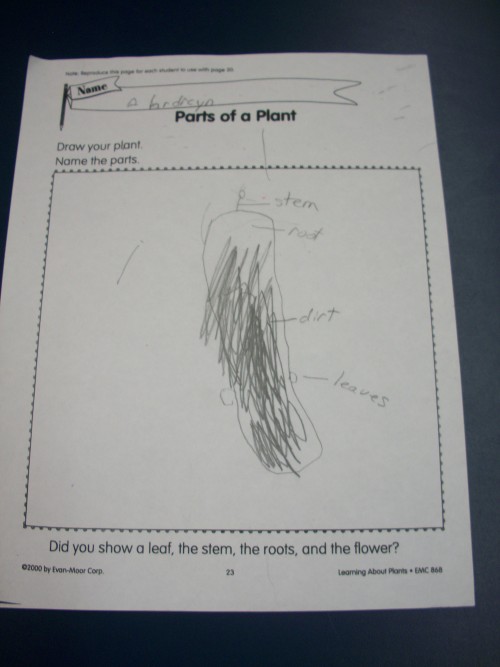 Note: Reproduce this page for each student to use with page 20.
Name
Parts of a Plant
Draw your plant.
Name the parts.
stem
root
dirt
leaves
Did you show a leaf, the stem, the roots, and the flower?
©2000 by Evan-Moor Corp.
23
Learning About Plants • EMC 868